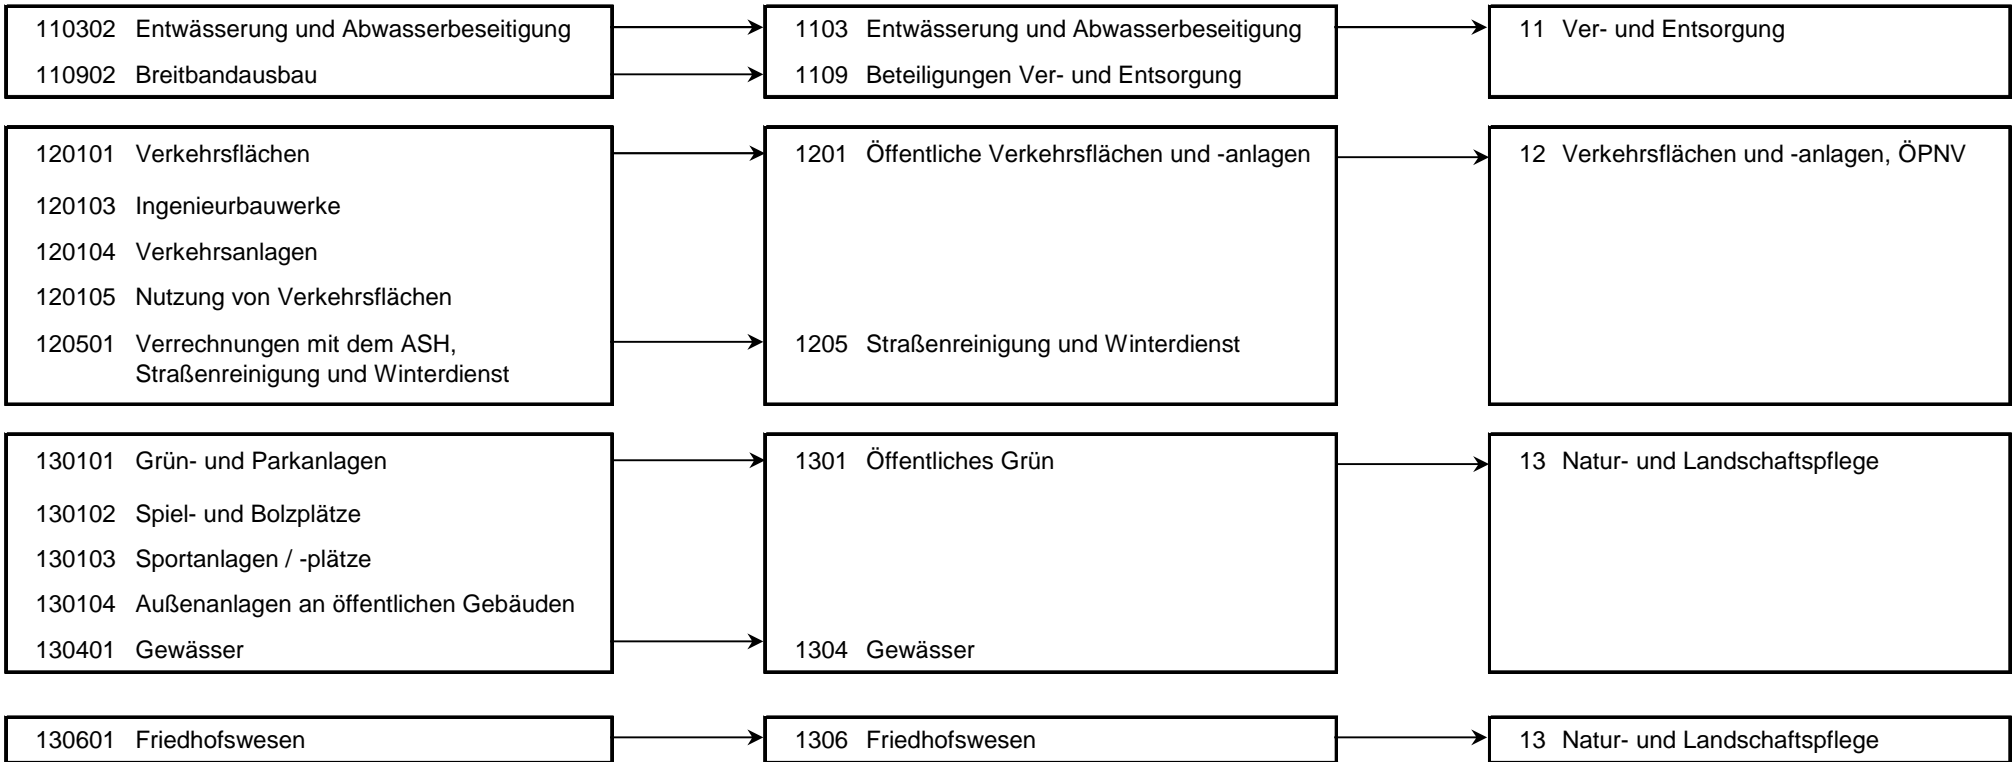 110302 Entwässerung und Abwasserbeseitigung 1103 Entwässerung und Abwasserbeseitigung 11 Ver- und Entsorgung
110902 Breitbandausbau 1109 Beteiligungen Ver- und Entsorgung
120101 Verkehrsflächen 1201 Öffentliche Verkehrsflächen und -anlagen 12 Verkehrsflächen und -anlagen, ÖPNV
120103 Ingenieurbauwerke
120104 Verkehrsanlagen
120105 Nutzung von Verkehrsflächen
120501 Verrechnungen mit dem ASH, 1205 Straßenreinigung und Winterdienst
Straßenreinigung und Winterdienst
130101 Grün- und Parkanlagen 1301 Öffentliches Grün 13 Natur- und Landschaftspflege
130102 Spiel- und Bolzplätze
130103 Sportanlagen / -plätze
130104 Außenanlagen an öffentlichen Gebäuden
130401 Gewässer 1304 Gewässer
130601 Friedhofswesen 1306 Friedhofswesen 13 Natur- und Landschaftspflege